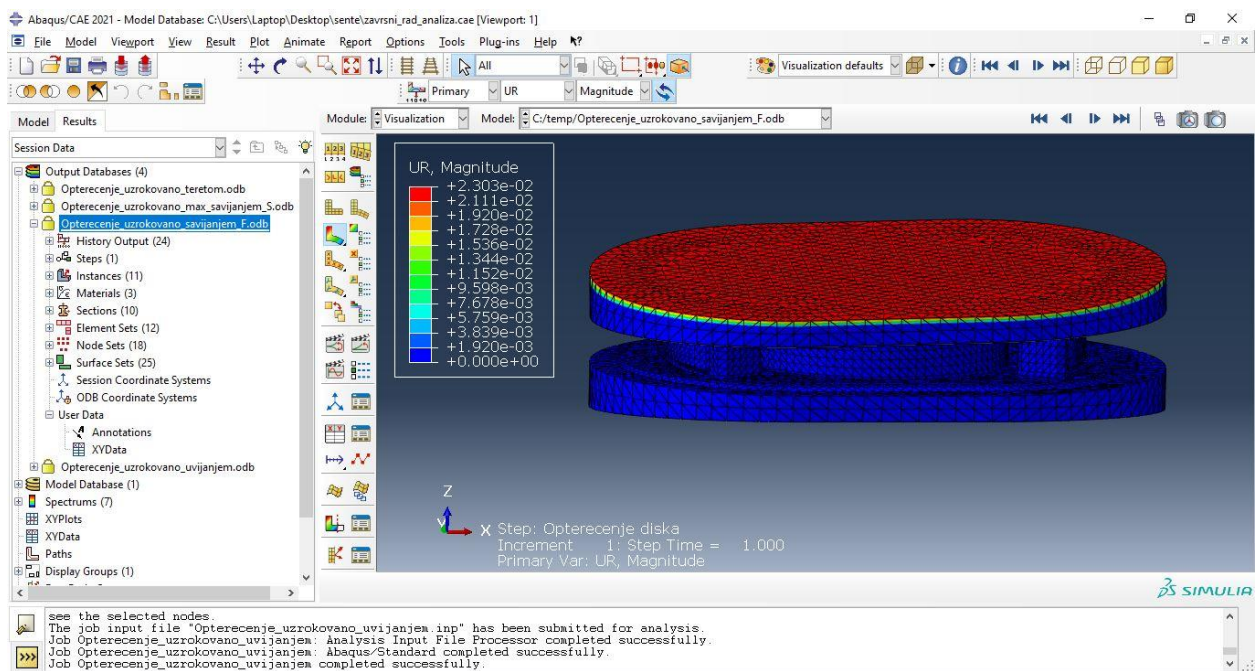 Abaqus/CAE 2021 - Model Database: C:\Users\Laptop\Desktop\sente\zavrsni_rad_analiza.cae [Viewport: 1]
File Model Viewport View Result Plot Animate Report Options Tools Plug-ins Help
All
Visualization defaults
Primary UR Magnitude
Model Results
Module: Visualization Model: C:/temp/Opterecenje_uzrokovano_savijanjem_F.odb
Session Data
Output Databases (4)
Opterecenje_uzrokovano_teretom.odb
Opterecenje_uzrokovano_max_savijanjem_S.odb
Opterecenje_uzrokovano_savijanjem_F.odb
History Output (24)
Steps (1)
Instances (11)
Materials (3)
Sections (10)
Element Sets (12)
Node Sets (18)
Surface Sets (25)
Session Coordinate Systems
ODB Coordinate Systems
User Data
Annotations
XYData
Opterecenje_uzrokovano_uvijanjem.odb
Model Database (1)
Spectrums (7)
XYPlots
XYData
Paths
Display Groups (1)
UR, Magnitude
+2.303e-02
+2.111e-02
+1.920e-02
+1.728e-02
+1.536e-02
+1.344e-02
+1.152e-02
+9.598e-03
+7.678e-03
+5.759e-03
+3.839e-03
+1.920e-03
+0.000e+00
Z
Y
X
Step: Opterecenje diska
Increment 1: Step Time = 1.000
Primary Var: UR, Magnitude
SIMULIA
see the selected nodes.
The job input file "Opterecenje_uzrokovano_uvijanjem.inp" has been submitted for analysis.
Job Opterecenje_uzrokovano_uvijanjem: Analysis Input File Processor completed successfully.
Job Opterecenje_uzrokovano_uvijanjem: Abaqus/Standard completed successfully.
Job Opterecenje_uzrokovano_uvijanjem completed successfully.